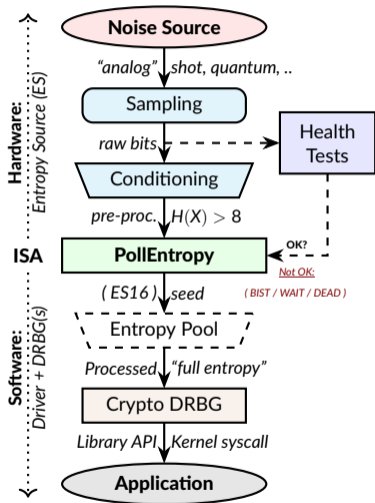 Noise Source
“analog” shot, quantum, ..
Sampling
raw bits
Health
Tests
Conditioning
pre-proc. H(X) > 8
PollEntropy
OK?
Not OK:
( BIST / WAIT / DEAD )
( ES16 ) seed
Entropy Pool
Processed “full entropy”
Crypto DRBG
Library API Kernel syscall
Application
Hardware:
Entropy Source (ES)
ISA
Software:
Driver + DRBG(s)